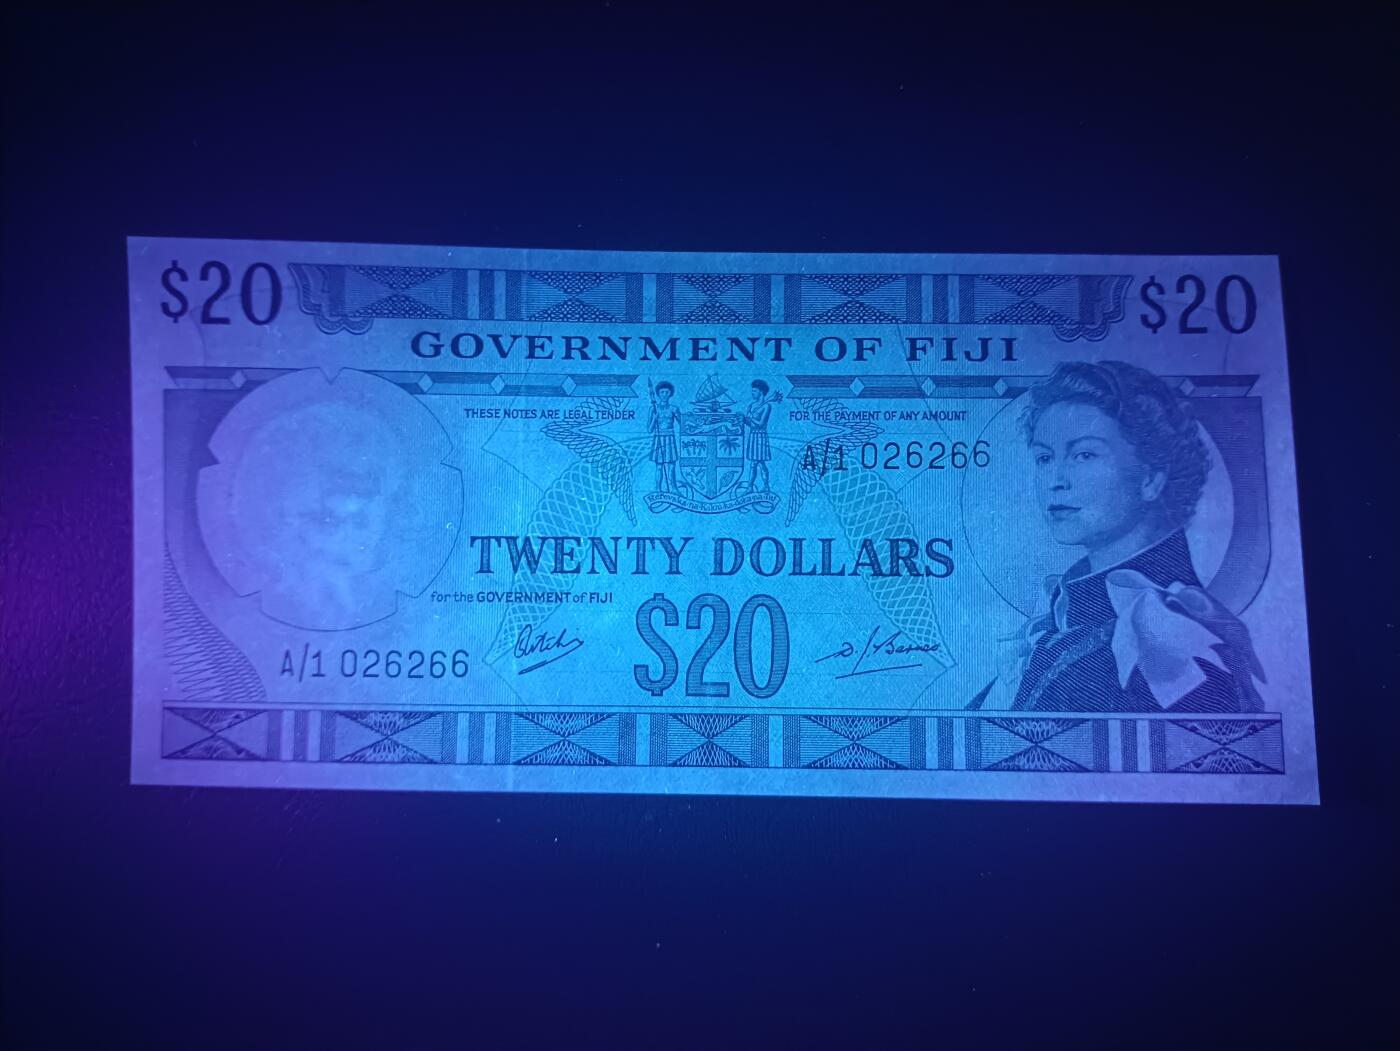 $20 $20
GOVERNMENT OF FIJI
THESE NOTES ARE LEGAL TENDER FOR THE PAYMENT OF ANY AMOUNT
A/1 026266
TWENTY DOLLARS
for the GOVERNMENT of FIJI
$20
A/1 026266